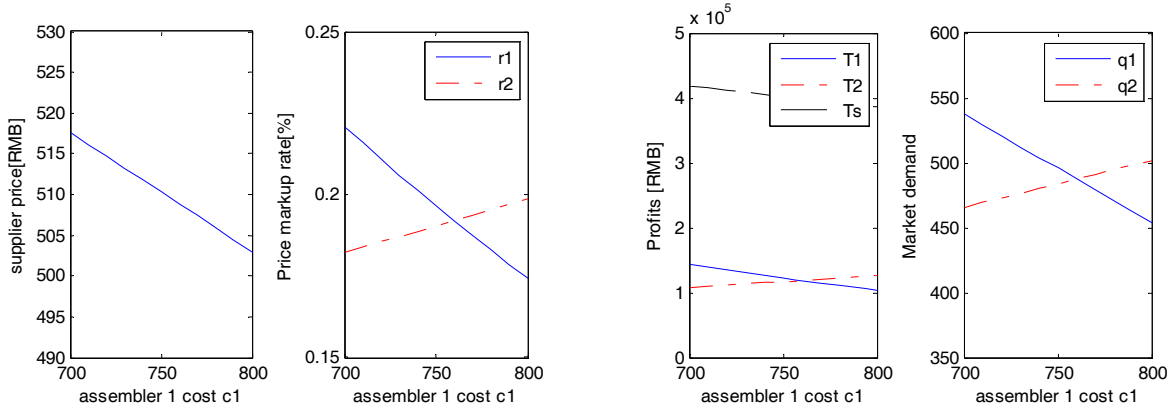 supplier price[RMB]
530
525
520
515
510
505
500
495
490
700
750
800
assembler 1 cost c1
Price markup rate[%]
0.25
0.2
0.15
r1
r2
700
750
800
assembler 1 cost c1
x 10^5
Profits [RMB]
5
4
3
2
1
0
T1
T2
Ts
700
750
800
assembler 1 cost c1
Market demand
600
550
500
450
400
350
q1
q2
700
750
800
assembler 1 cost c1